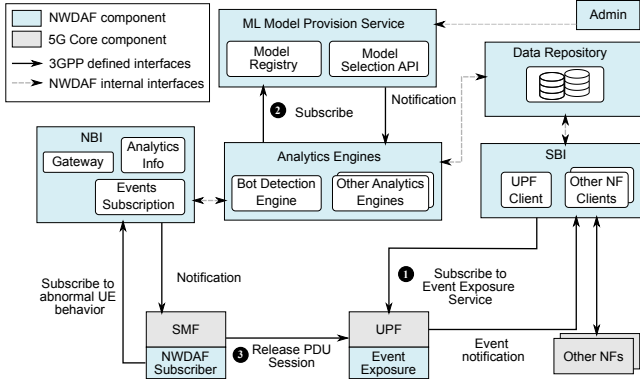 NWDAF component
5G Core component
3GPP defined interfaces
NWDAF internal interfaces
ML Model Provision Service
Model
Registry
Model
Selection API
Admin
Data Repository
2 Subscribe
Notification
NBI
Gateway
Analytics
Info
Events
Subscription
Analytics Engines
Bot Detection
Engine
Other Analytics
Engines
SBI
UPF
Client
Other NF
Clients
Subscribe to
abnormal UE
behavior
Notification
1 Subscribe to
Event Exposure
Service
SMF
NWDAF
Subscriber
3 Release PDU
Session
UPF
Event
Exposure
Event
notification
Other NFs